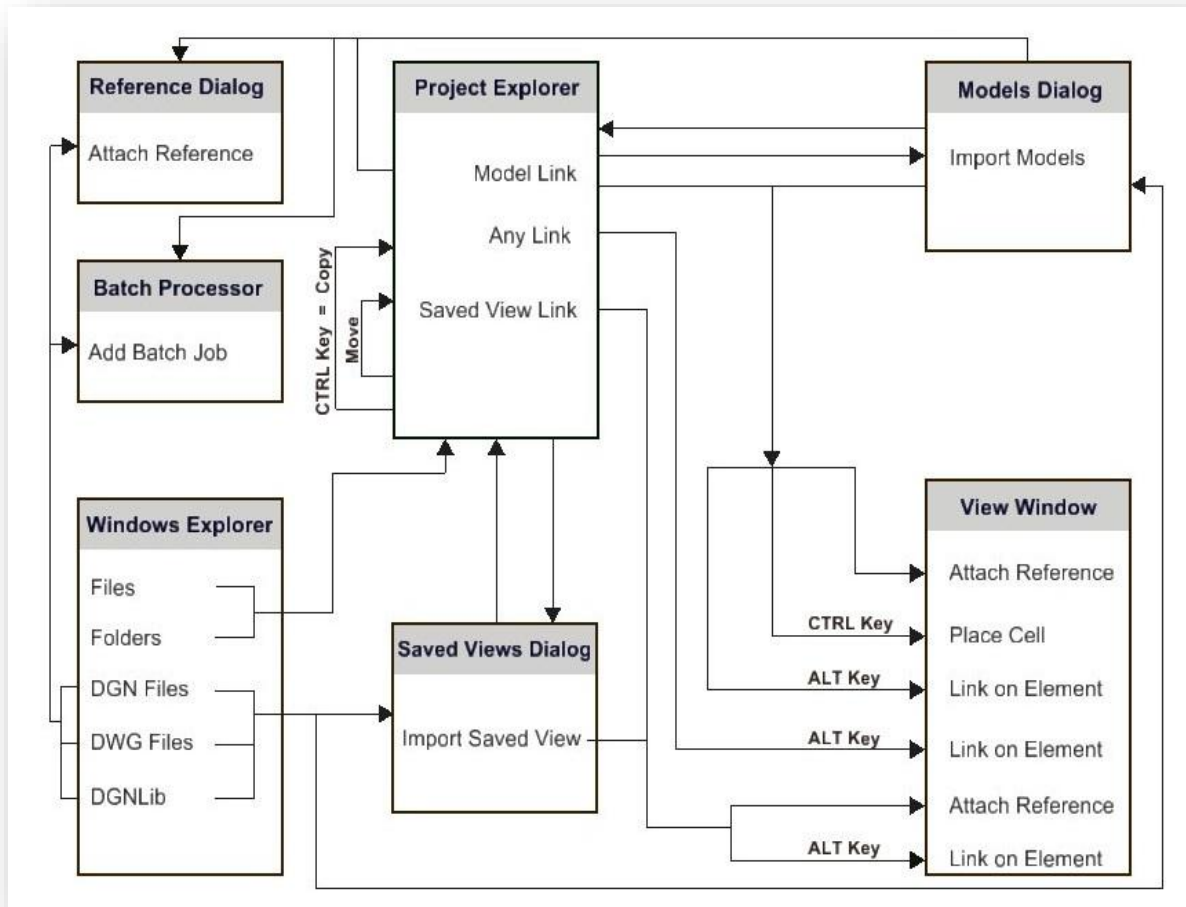 Reference Dialog
Attach Reference
Batch Processor
Add Batch Job
Project Explorer
Model Link
Any Link
Saved View Link
CTRL Key = Copy
Move
Models Dialog
Import Models
Windows Explorer
Files
Folders
DGN Files
DWG Files
DGNLib
Saved Views Dialog
Import Saved View
View Window
Attach Reference
CTRL Key
Place Cell
ALT Key
Link on Element
ALT Key
Link on Element
Attach Reference
ALT Key
Link on Element